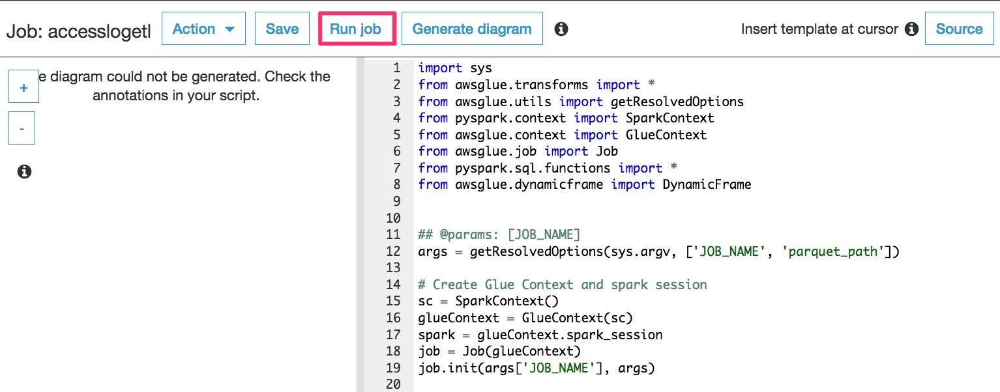 Job: accesslogetl Action Save Run job Generate diagram Insert template at cursor Source
e diagram could not be generated. Check the
annotations in your script.
+
-
1 import sys
2 from awsglue.transforms import *
3 from awsglue.utils import getResolvedOptions
4 from pyspark.context import SparkContext
5 from awsglue.context import GlueContext
6 from awsglue.job import Job
7 from pyspark.sql.functions import *
8 from awsglue.dynamicframe import DynamicFrame
9
10
11 ## @params: [JOB_NAME]
12 args = getResolvedOptions(sys.argv, ['JOB_NAME', 'parquet_path'])
13
14 # Create Glue Context and spark session
15 sc = SparkContext()
16 glueContext = GlueContext(sc)
17 spark = glueContext.spark_session
18 job = Job(glueContext)
19 job.init(args['JOB_NAME'], args)
20